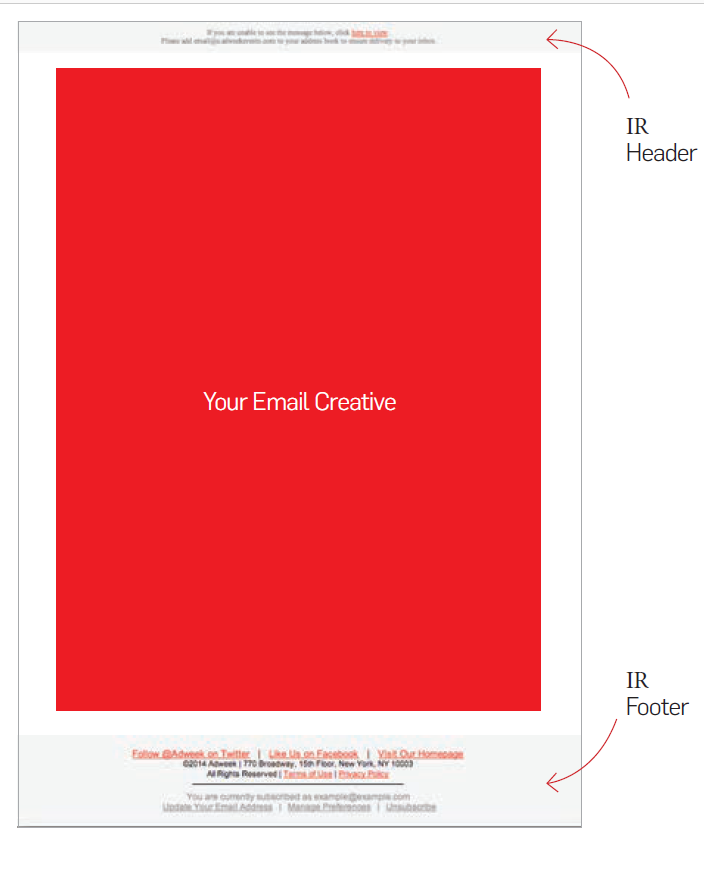 If you are unable to see the message below, click here to view.
Please add email@a.adweekevents.com to your address book to ensure delivery to your inbox.
IR
Header
Your Email Creative
IR
Footer
Follow @Adweek on Twitter | Like Us on Facebook | Visit Our Homepage
©2014 Adweek | 770 Broadway, 15th Floor, New York, NY 10003
All Rights Reserved | Terms of Use | Privacy Policy
You are currently subscribed as example@example.com
Update Your Email Address | Manage Preferences | Unsubscribe